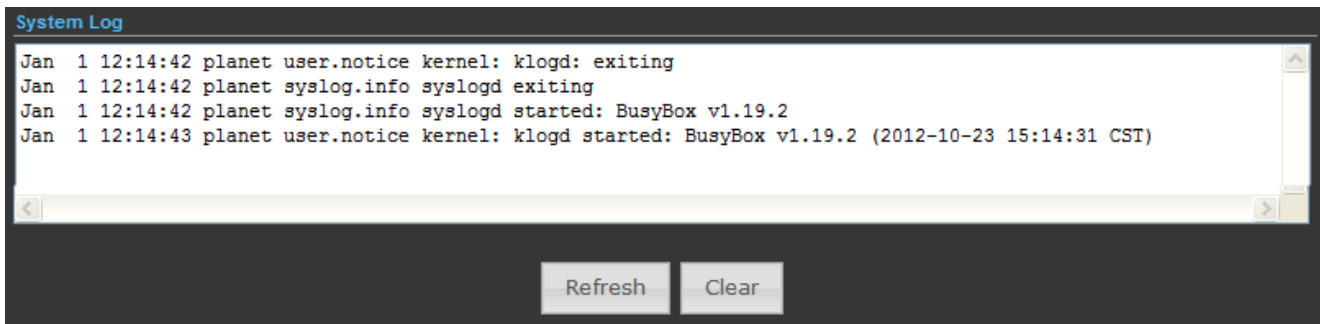 System Log
Jan  1 12:14:42 planet user.notice kernel: klogd: exiting
Jan  1 12:14:42 planet syslog.info syslogd exiting
Jan  1 12:14:42 planet syslog.info syslogd started: BusyBox v1.19.2
Jan  1 12:14:43 planet user.notice kernel: klogd started: BusyBox v1.19.2 (2012-10-23 15:14:31 CST)
Refresh Clear